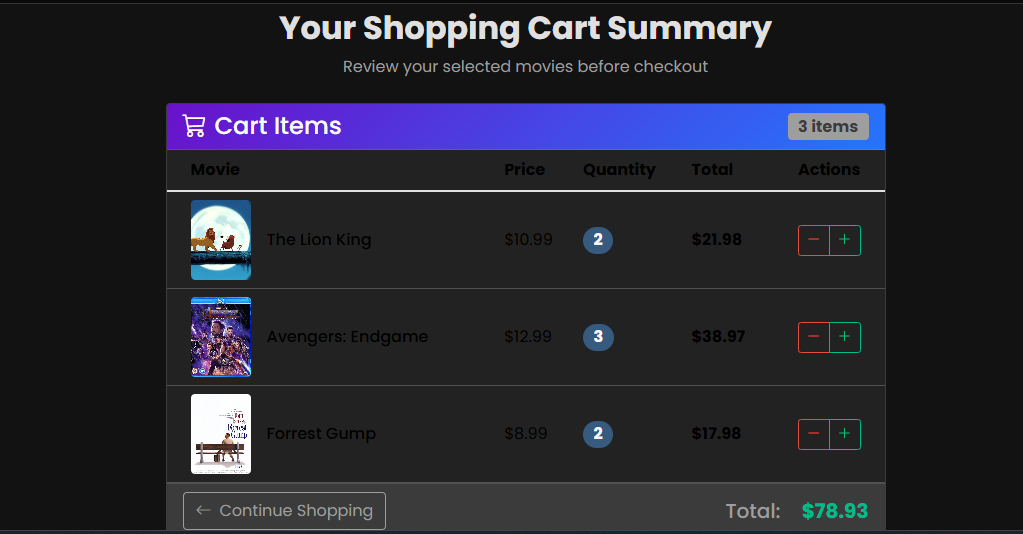 Your Shopping Cart Summary
Review your selected movies before checkout
Cart Items 3 items
Movie Price Quantity Total Actions
The Lion King $10.99 2 $21.98 − +
Avengers: Endgame $12.99 3 $38.97 − +
Forrest Gump
Forrest Gump $8.99 2 $17.98 − +
← Continue Shopping Total: $78.93